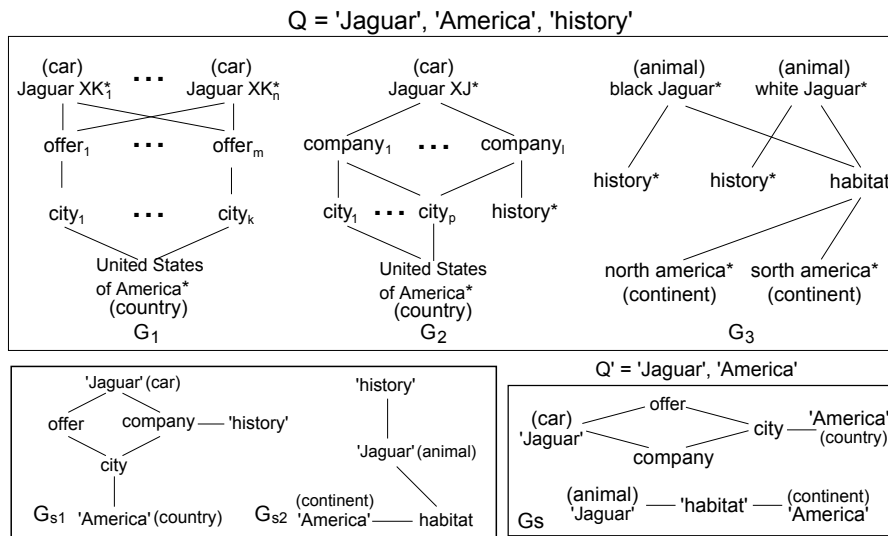 Q = 'Jaguar', 'America', 'history'
(car) (car) (car) (animal) (animal)
Jaguar XK*1 ... Jaguar XK*n Jaguar XJ* black Jaguar* white Jaguar*
offer1 ... offerm company1 ... companyl
history* history* habitat
city1 ... cityk city1 ... cityp history*
United States United States north america* sorth america*
of America* of America* (continent) (continent)
(country) (country)
G1 G2 G3
'Jaguar' (car)
offer company 'history'
city
Gs1 'America' (country)
'history'
'Jaguar' (animal)
(continent)
Gs2 'America' habitat
Q' = 'Jaguar', 'America'
offer
(car) 'America'
'Jaguar' city (country)
company
(animal) (continent)
Gs 'Jaguar' 'habitat' 'America'